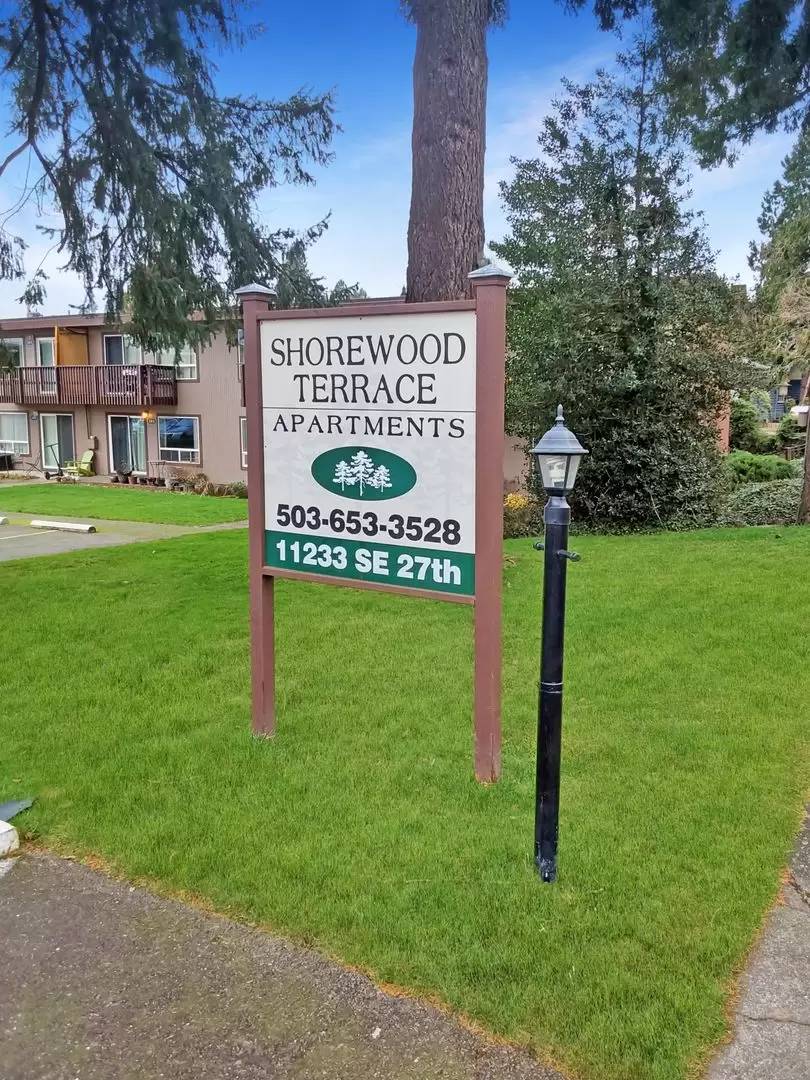 SHOREWOOD
TERRACE
APARTMENTS
503-653-3528
11233 SE 27th